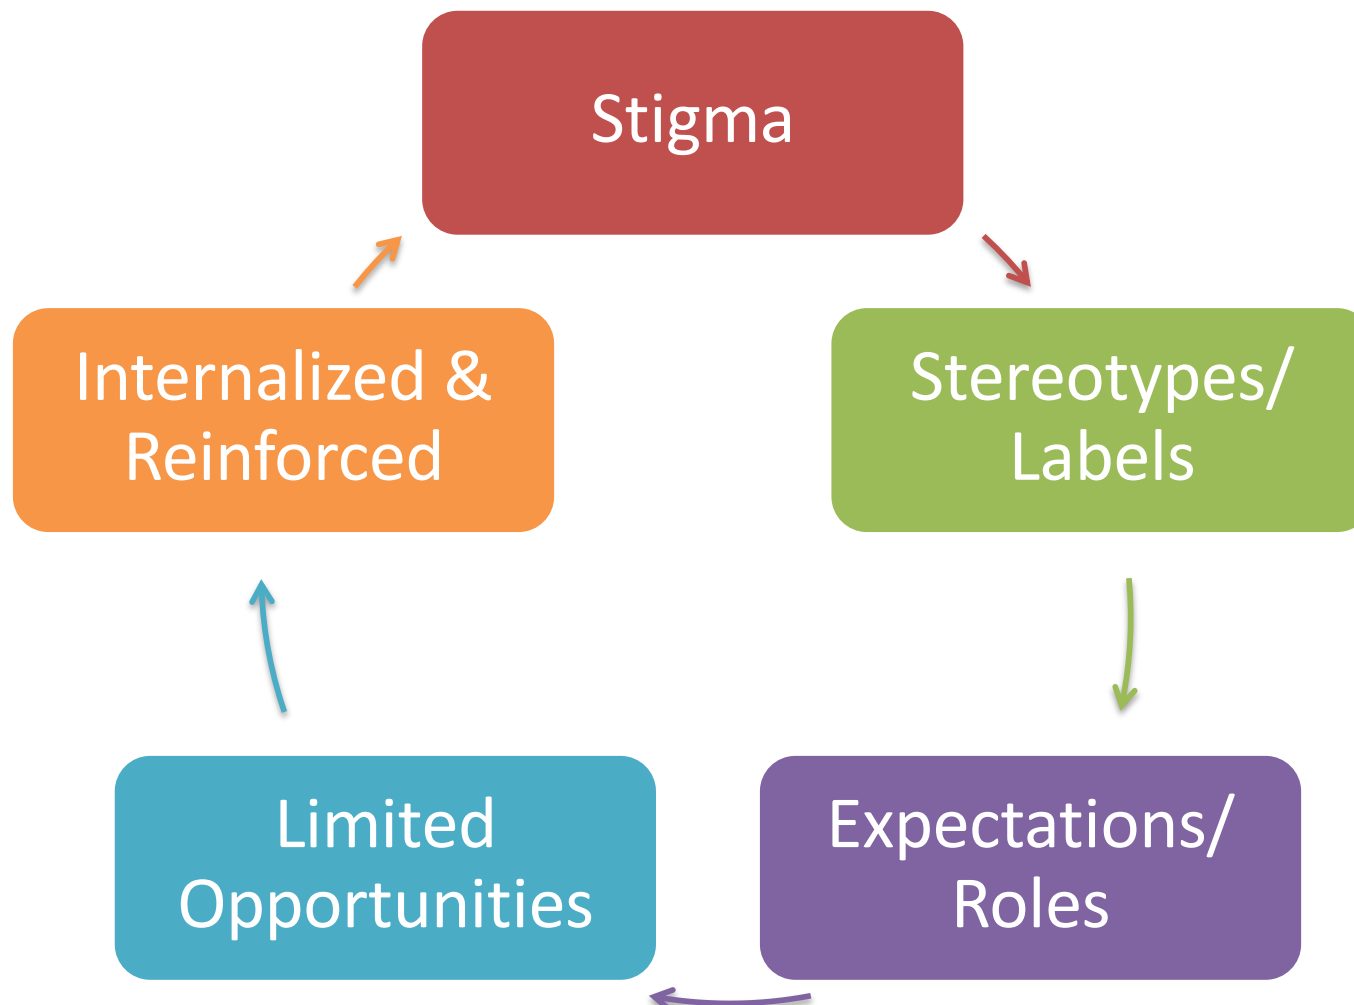 Stigma
Stereotypes/
Labels
Expectations/
Roles
Limited
Opportunities
Internalized &
Reinforced